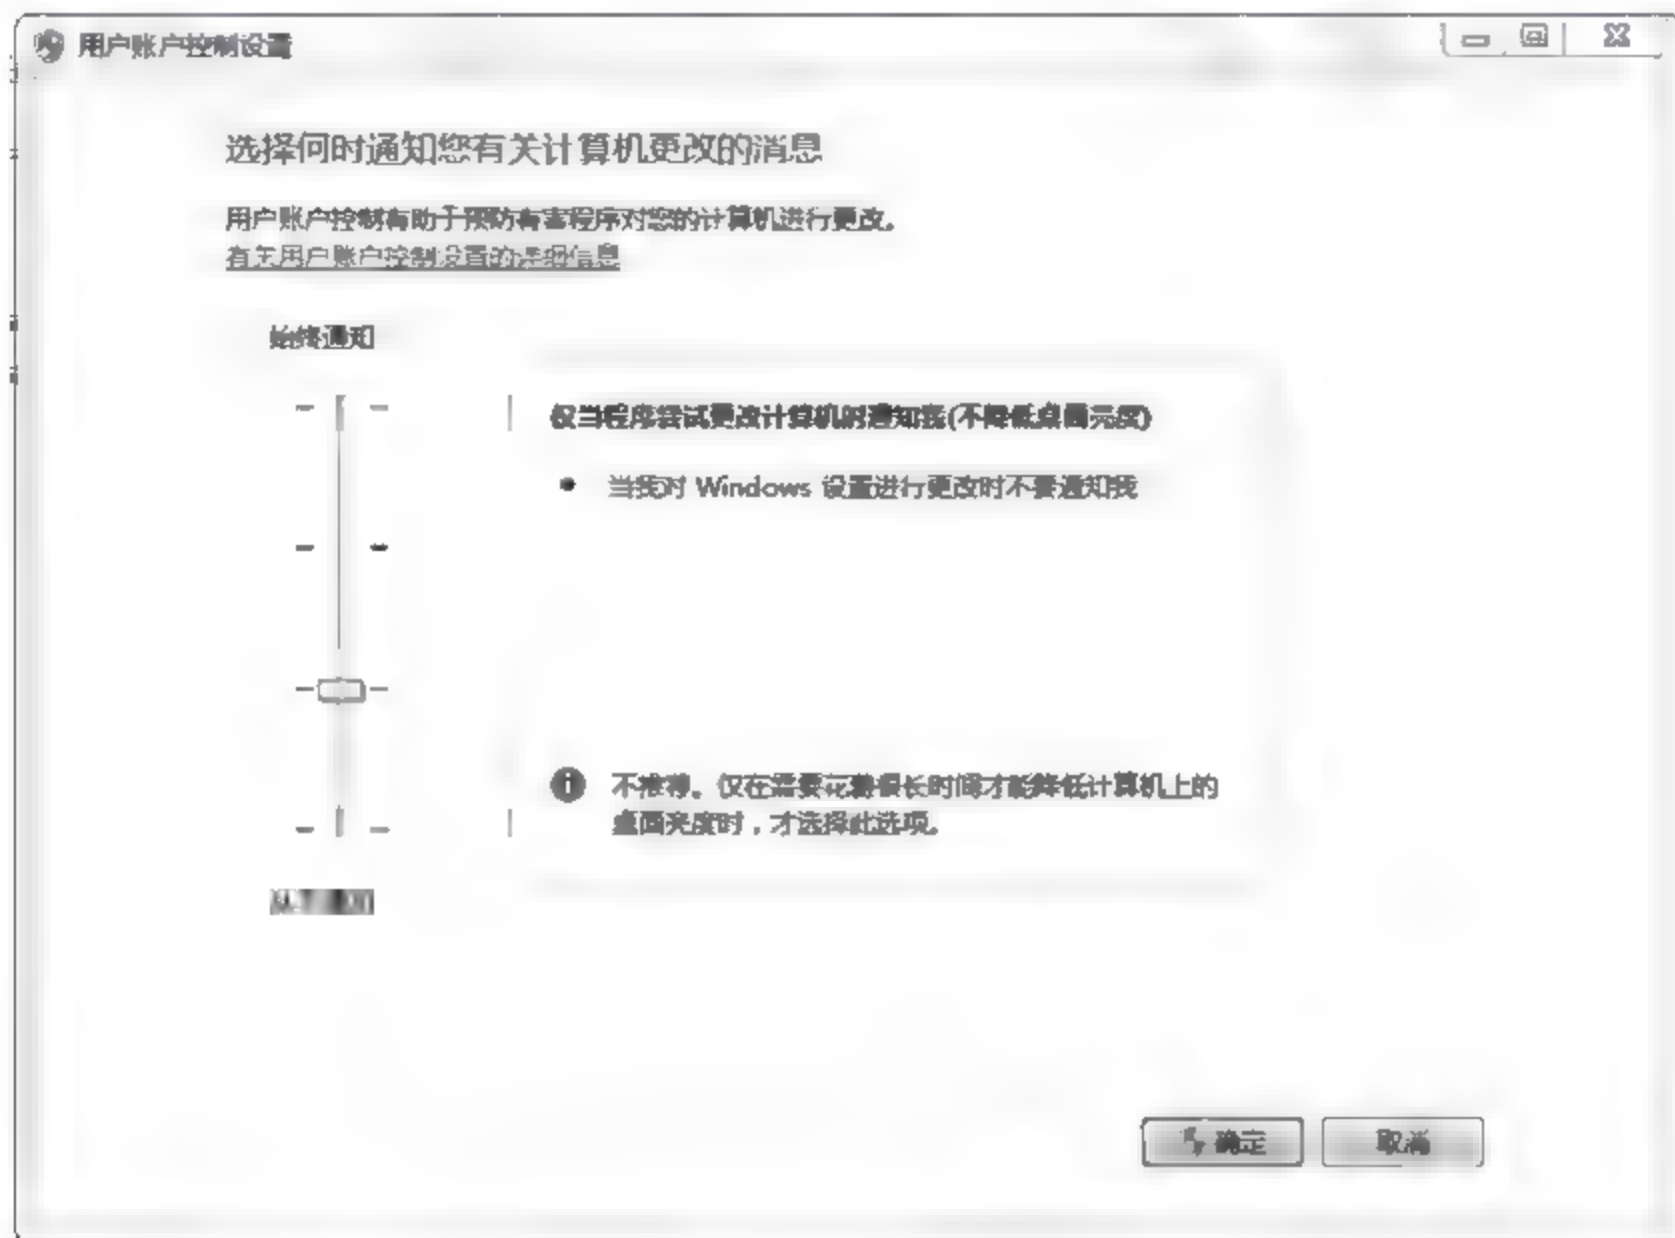 用户账户控制设置
选择何时通知您有关计算机更改的消息
用户账户控制有助于预防有害程序对您的计算机进行更改。
有关用户账户控制设置的详细信息
始终通知
仅当程序尝试更改计算机时通知我(不降低桌面亮度)
当我对 Windows 设置进行更改时不要通知我
不推荐。仅在需要花费很长时间才能降低计算机上的
桌面亮度时，才选择此选项。
确定
取消